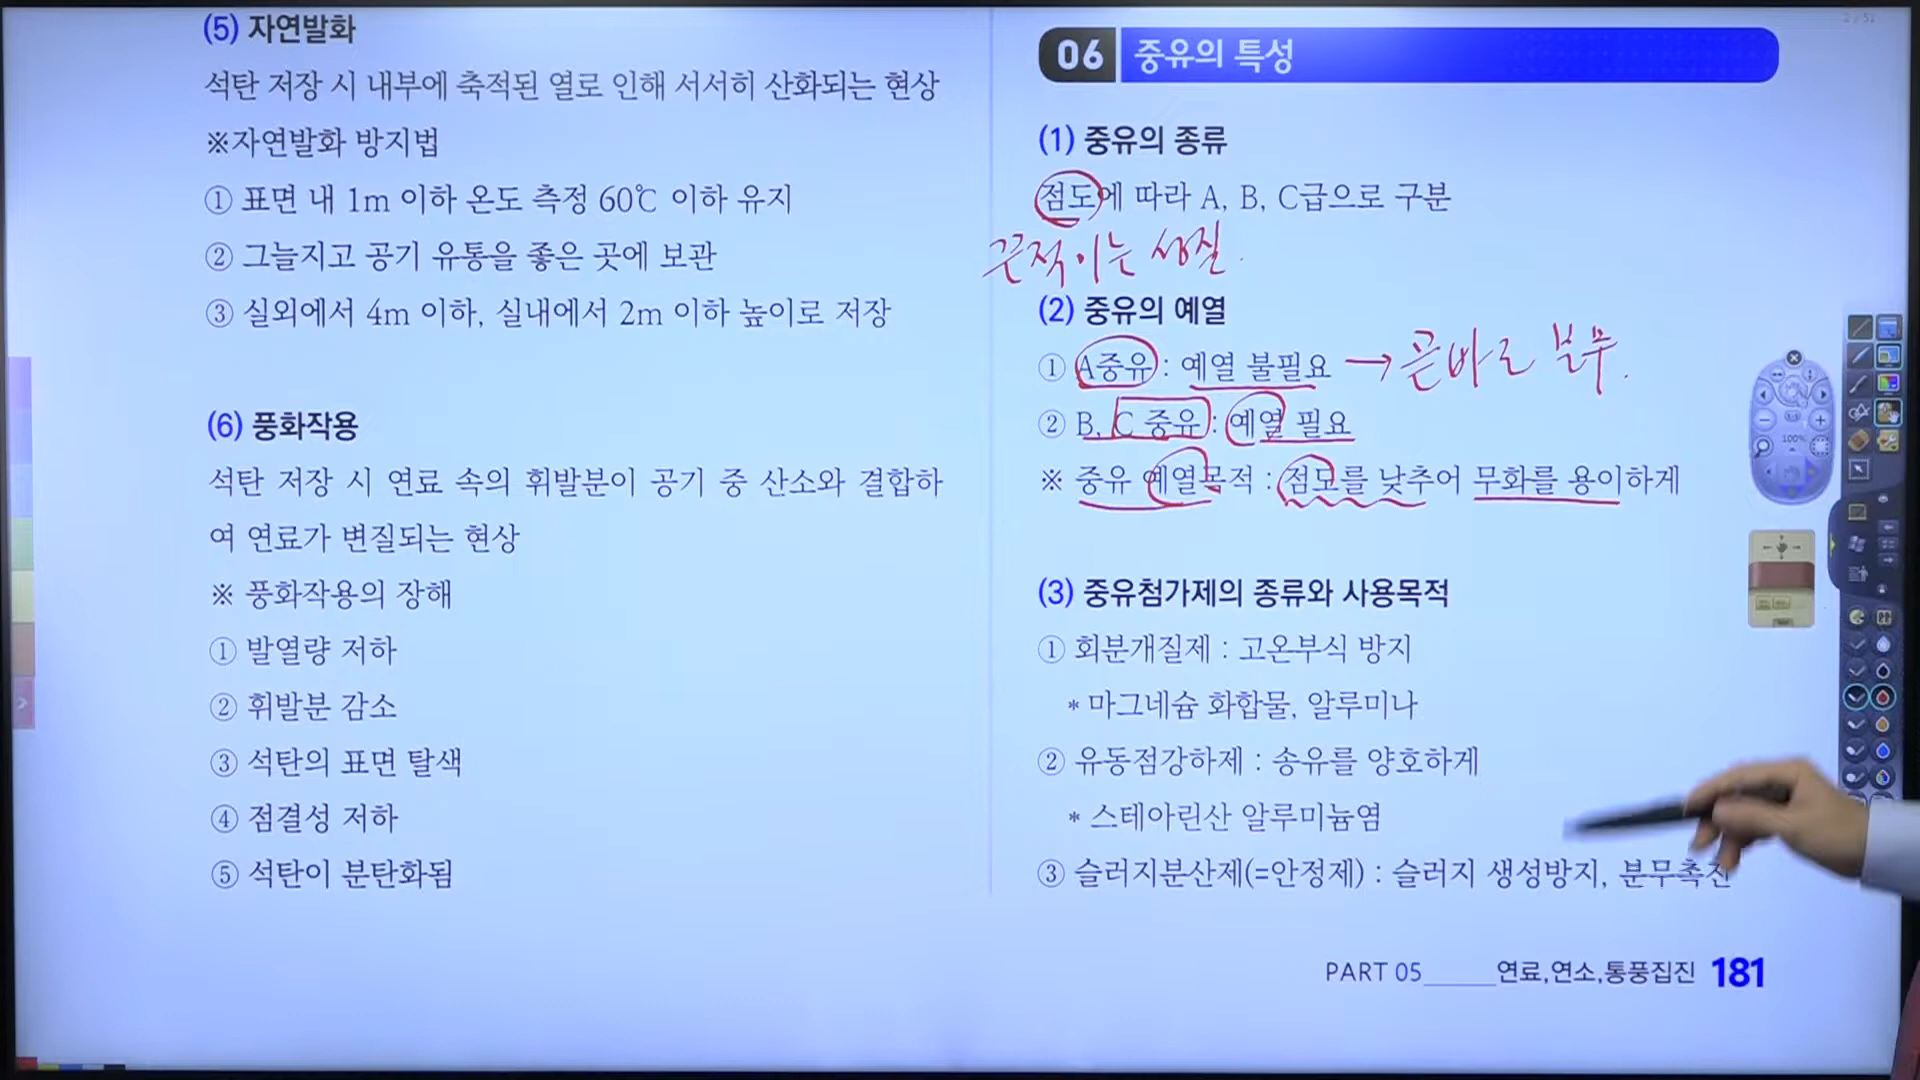 (5) 자연발화
석탄 저장 시 내부에 축적된 열로 인해 서서히 산화되는 현상
※자연발화 방지법
① 표면 내 1m 이하 온도 측정 60℃ 이하 유지
② 그늘지고 공기 유통을 좋은 곳에 보관
③ 실외에서 4m 이하, 실내에서 2m 이하 높이로 저장
(6) 풍화작용
석탄 저장 시 연료 속의 휘발분이 공기 중 산소와 결합하
여 연료가 변질되는 현상
※ 풍화작용의 장해
① 발열량 저하
② 휘발분 감소
③ 석탄의 표면 탈색
④ 점결성 저하
⑤ 석탄이 분탄화됨
06 중유의 특성
(1) 중유의 종류
점도에 따라 A, B, C급으로 구분
끈적이는 성질.
(2) 중유의 예열
① A중유 : 예열 불필요 → 곧바로 분무.
② B, C 중유 : 예열 필요
※ 중유 예열목적 : 점도를 낮추어 무화를 용이하게
(3) 중유첨가제의 종류와 사용목적
① 회분개질제 : 고온부식 방지
* 마그네슘 화합물, 알루미나
② 유동점강하제 : 송유를 양호하게
* 스테아린산 알루미늄염
③ 슬러지분산제(=안정제) : 슬러지 생성방지, 분무촉진
PART 05 연료,연소,통풍집진 181
100%